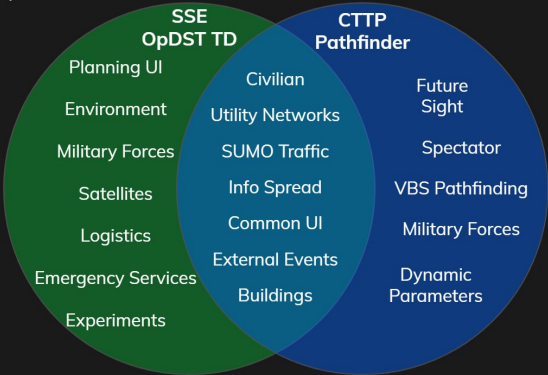 SSE
OpDST TD
Planning UI
Environment
Military Forces
Satellites
Logistics
Emergency Services
Experiments
Civilian
Utility Networks
SUMO Traffic
Info Spread
Common UI
External Events
Buildings
CTTP
Pathfinder
Future
Sight
Spectator
VBS Pathfinding
Military Forces
Dynamic
Parameters